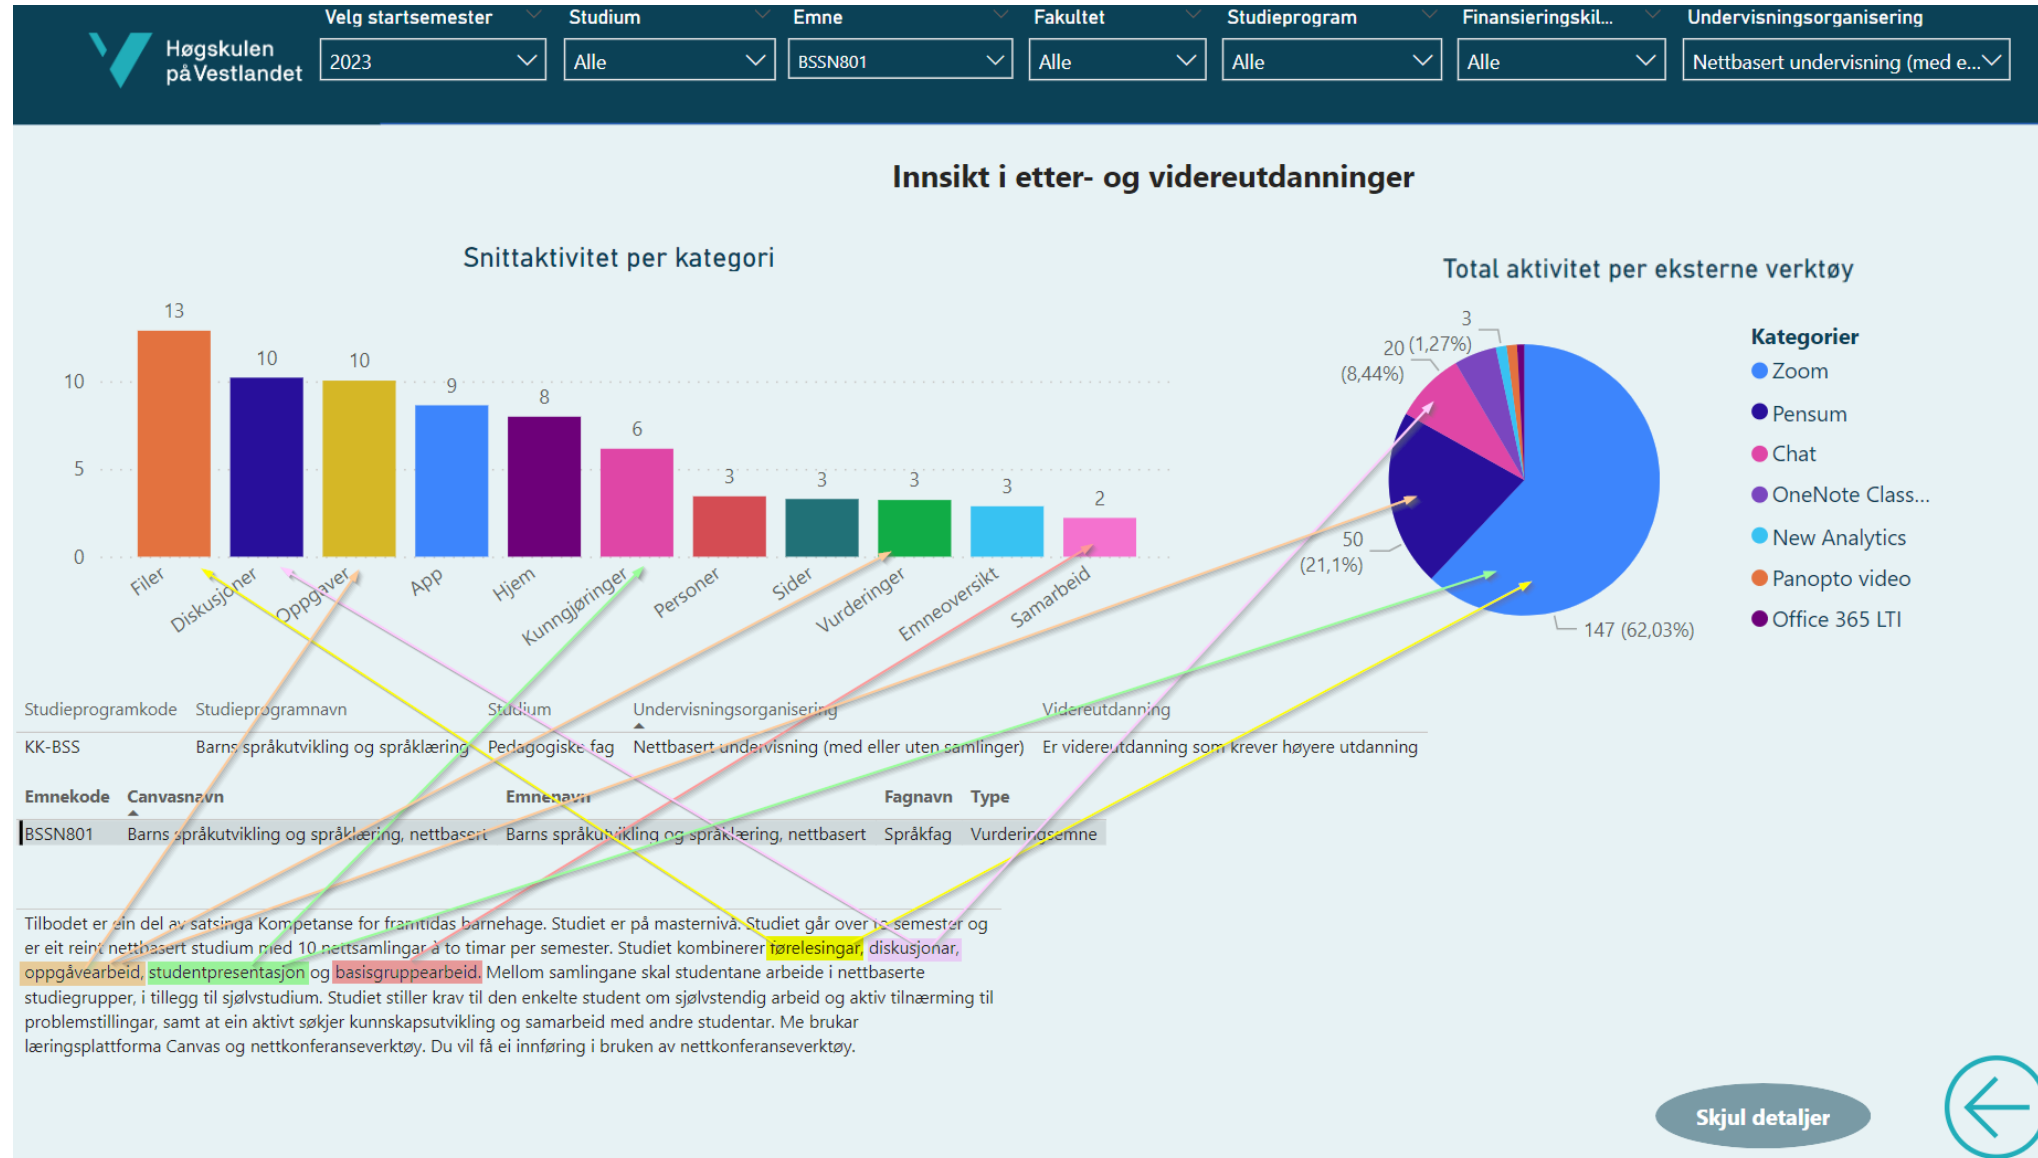 Høgskulen
på Vestlandet
Velg startsemester
2023
Studium
Alle
Emne
BSSN801
Fakultet
Alle
Studieprogram
Alle
Finansieringskil...
Alle
Undervisningsorganisering
Nettbasert undervisning (med e...
Innsikt i etter- og videreutdanninger
Snittaktivitet per kategori
13
10
10
9
8
6
3
3
3
3
2
10
5
0
Filer
Diskusjoner
Oppgaver
App
Hjem
Kunngjøringer
Personer
Sider
Vurderinger
Emneoversikt
Samarbeid
Total aktivitet per eksterne verktøy
3
(1,27%)
20
(8,44%)
50
(21,1%)
147 (62,03%)
Kategorier
Zoom
Pensum
Chat
OneNote Class...
New Analytics
Panopto video
Office 365 LTI
Studieprogramkode Studieprogramnavn Studium Undervisningsorganisering Videreutdanning
KK-BSS Barns språkutvikling og språklæring Pedagogiske fag Nettbasert undervisning (med eller uten samlinger) Er videreutdanning som krever høyere utdanning
Emnekode Canvasnavn Emnenavn Fagnavn Type
BSSN801 Barns språkutvikling og språklæring, nettbasert Barns språkutvikling og språklæring, nettbasert Språkfag Vurderingsemne
Tilbodet er ein del av satsinga Kompetanse for framtidas barnehage. Studiet er på masternivå. Studiet går over to semester og
er eit reint nettbasert studium med 10 nettsamlingar à to timar per semester. Studiet kombinerer førelesingar, diskusjonar,
oppgåvearbeid, studentpresentasjon og basisgruppearbeid. Mellom samlingane skal studentane arbeide i nettbaserte
studiegrupper, i tillegg til sjølvstudium. Studiet stiller krav til den enkelte student om sjølvstendig arbeid og aktiv tilnærming til
problemstillingar, samt at ein aktivt søkjer kunnskapsutvikling og samarbeid med andre studentar. Me brukar
læringsplattforma Canvas og nettkonferanseverktøy. Du vil få ei innføring i bruken av nettkonferanseverktøy.
Skjul detaljer